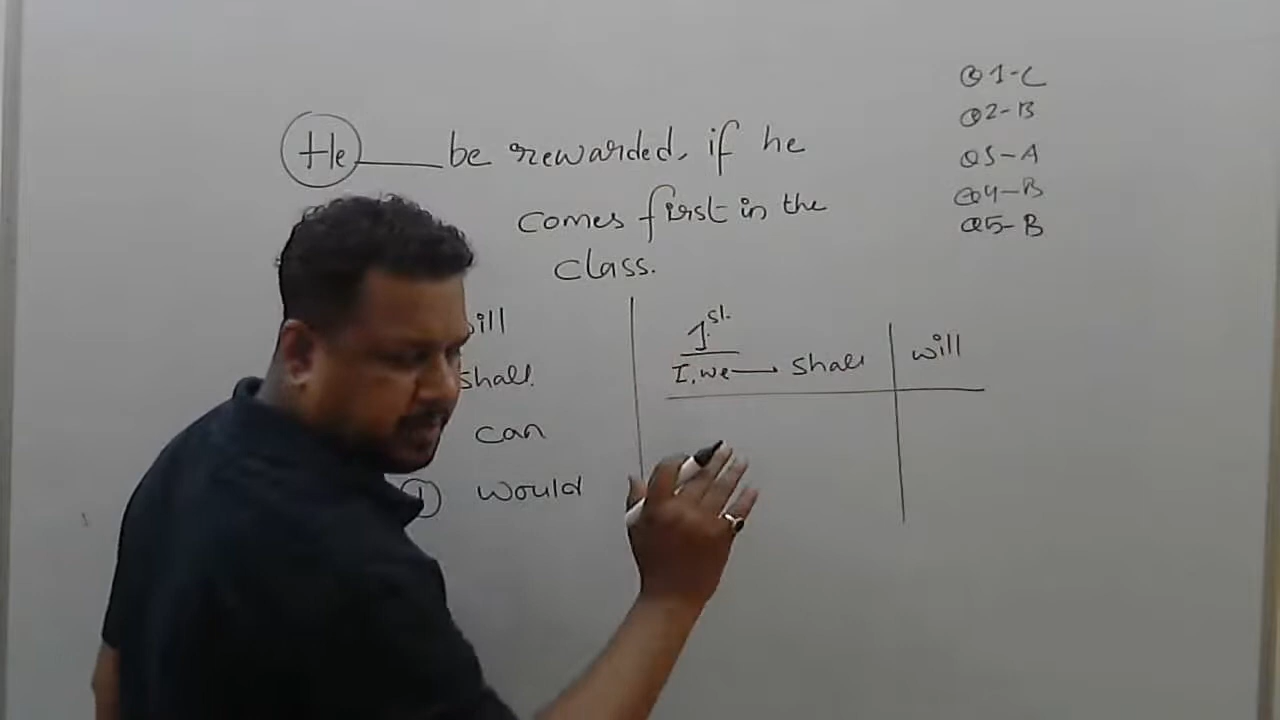 He ____ be rewarded, if he
comes first in the
class.
shall
can
D would
1st.
I, we → shall
will
Q1-C
Q2-B
Q3-A
Q4-B
Q5-B